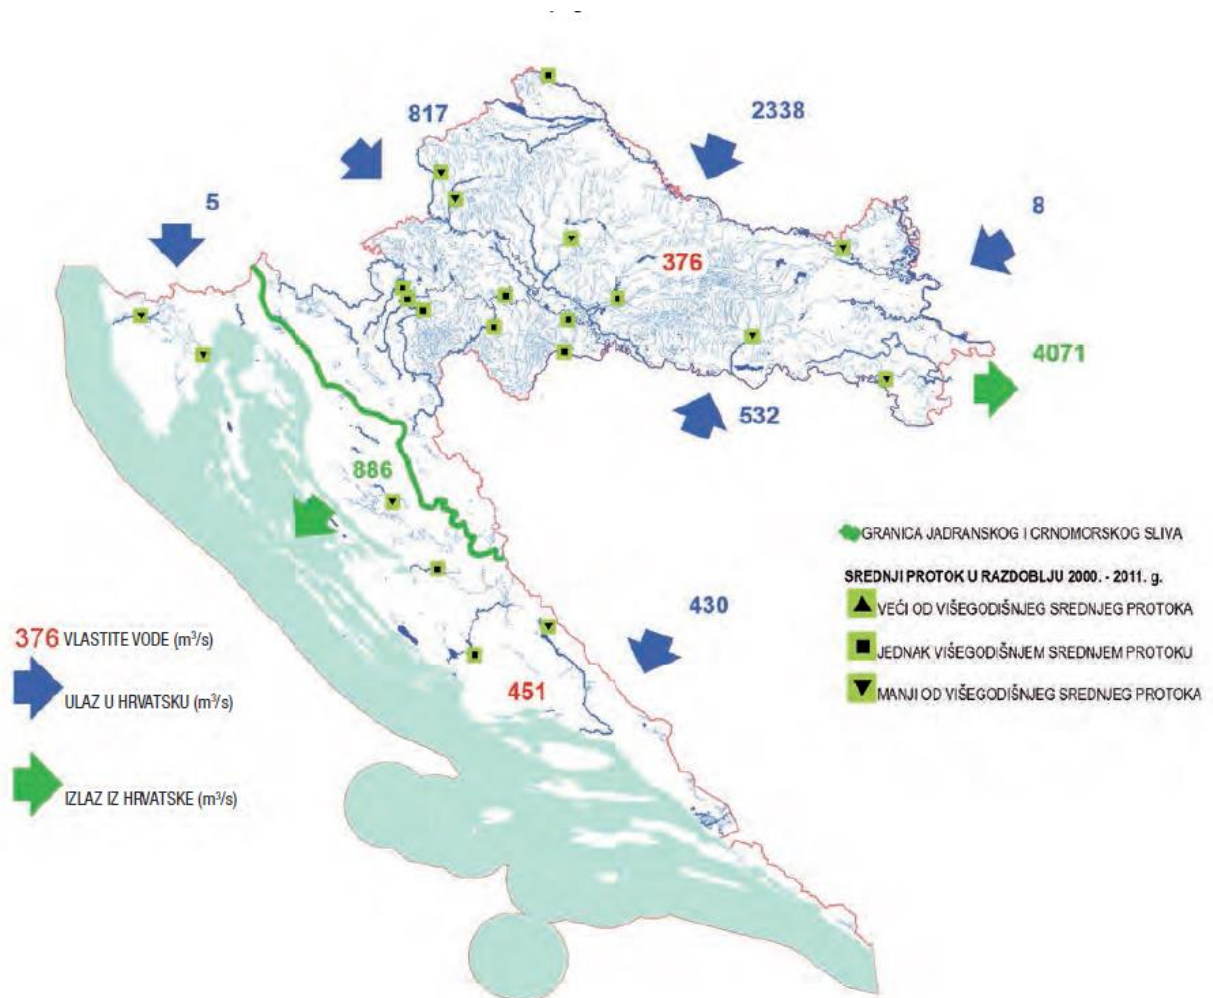 817
2338
5
8
376
4071
532
886
430
451
GRANICA JADRANSKOG I CRNOMORSKOG SLIVA
SREDNJI PROTOK U RAZDOBLJU 2000. - 2011. g.
VEĆI OD VIŠEGODIŠNJEG SREDNJEG PROTOKA
JEDNAK VIŠEGODIŠNJEM SREDNJEM PROTOKU
MANJI OD VIŠEGODIŠNJEG SREDNJEG PROTOKA
376 VLASTITE VODE (m³/s)
ULAZ U HRVATSKU (m³/s)
IZLAZ IZ HRVATSKE (m³/s)